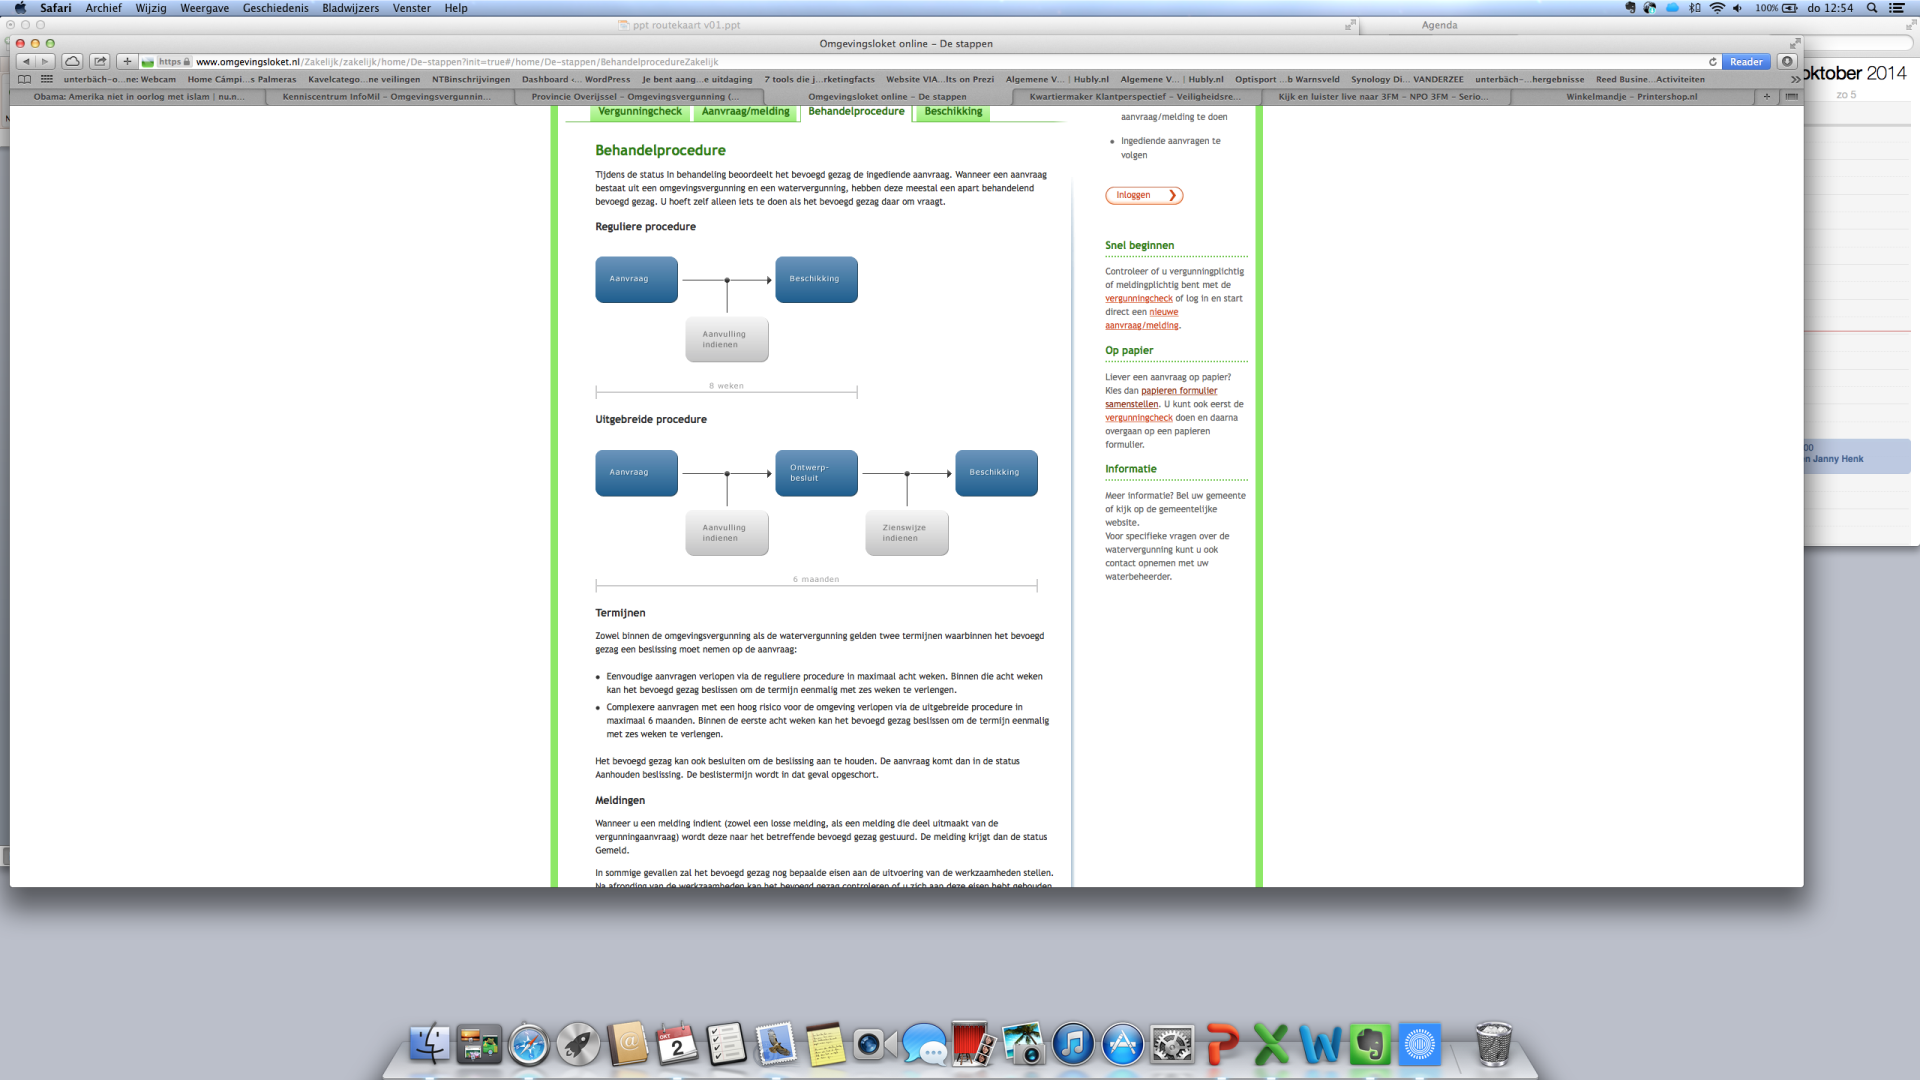 Safari Archief Wijzig Weergave Geschiedenis Bladwijzers Venster Help
100% do 12:54
ppt routekaart v01.ppt
Agenda
Omgevingsloket online – De stappen
https www.omgevingsloket.nl/Zakelijk/zakelijk/home/De-stappen?init=true#/home/De-stappen/BehandelprocedureZakelijk
Reader
unterbäch-o...ne: Webcam Home Càmpi...s Palmeras Kavelcatego...ne veilingen NTBinschrijvingen Dashboard ‹... WordPress Je bent aang...e uitdaging 7 tools die j...rketingfacts Website VIA...lts on Prezi Algemene V... | Hubly.nl Algemene V... | Hubly.nl Optisport ...b Warnsveld Synology Di... VANDERZEE unterbäch-...hergebnisse Reed Busine...Activiteiten
Obama: Amerika niet in oorlog met islam | nu.n... Kenniscentrum InfoMil – Omgevingsvergunnin... Provincie Overijssel – Omgevingsvergunning (... Omgevingsloket online – De stappen Kwartiermaker Klantperspectief – Veiligheidsre... Kijk en luister live naar 3FM – NPO 3FM – Serio... Winkelmandje – Printershop.nl
oktober 2014
zo 5
00
n Janny Henk
Vergunningcheck Aanvraag/melding Behandelprocedure Beschikking
Behandelprocedure
Tijdens de status In behandeling beoordeelt het bevoegd gezag de ingediende aanvraag. Wanneer een aanvraag
bestaat uit een omgevingsvergunning en een watervergunning, hebben deze meestal een apart behandelend
bevoegd gezag. U hoeft zelf alleen iets te doen als het bevoegd gezag daar om vraagt.
Reguliere procedure
Aanvraag
Beschikking
Aanvulling
indienen
8 weken
Uitgebreide procedure
Aanvraag
Ontwerp-
besluit
Beschikking
Aanvulling
indienen
Zienswijze
indienen
6 maanden
Termijnen
Zowel binnen de omgevingsvergunning als de watervergunning gelden twee termijnen waarbinnen het bevoegd
gezag een beslissing moet nemen op de aanvraag:
• Eenvoudige aanvragen verlopen via de reguliere procedure in maximaal acht weken. Binnen die acht weken
kan het bevoegd gezag beslissen om de termijn eenmalig met zes weken te verlengen.
• Complexere aanvragen met een hoog risico voor de omgeving verlopen via de uitgebreide procedure in
maximaal 6 maanden. Binnen de eerste acht weken kan het bevoegd gezag beslissen om de termijn eenmalig
met zes weken te verlengen.
Het bevoegd gezag kan ook besluiten om de beslissing aan te houden. De aanvraag komt dan in de status
Aanhouden beslissing. De beslistermijn wordt in dat geval opgeschort.
Meldingen
Wanneer u een melding indient (zowel een losse melding, als een melding die deel uitmaakt van de
vergunningaanvraag) wordt deze naar het betreffende bevoegd gezag gestuurd. De melding krijgt dan de status
Gemeld.
In sommige gevallen zal het bevoegd gezag nog bepaalde eisen aan de uitvoering van de werkzaamheden stellen.
Na afronding van de werkzaamheden kan het bevoegd gezag controleren of u zich aan deze eisen hebt gehouden.
aanvraag/melding te doen
• Ingediende aanvragen te
volgen
Inloggen
Snel beginnen
Controleer of u vergunningplichtig
of meldingplichtig bent met de
vergunningcheck of log in en start
direct een nieuwe
aanvraag/melding.
Op papier
Liever een aanvraag op papier?
Kies dan papieren formulier
samenstellen. U kunt ook eerst de
vergunningcheck doen en daarna
overgaan op een papieren
formulier.
Informatie
Meer informatie? Bel uw gemeente
of kijk op de gemeentelijke
website.
Voor specifieke vragen over de
watervergunning kunt u ook
contact opnemen met uw
waterbeheerder.
OKT
2